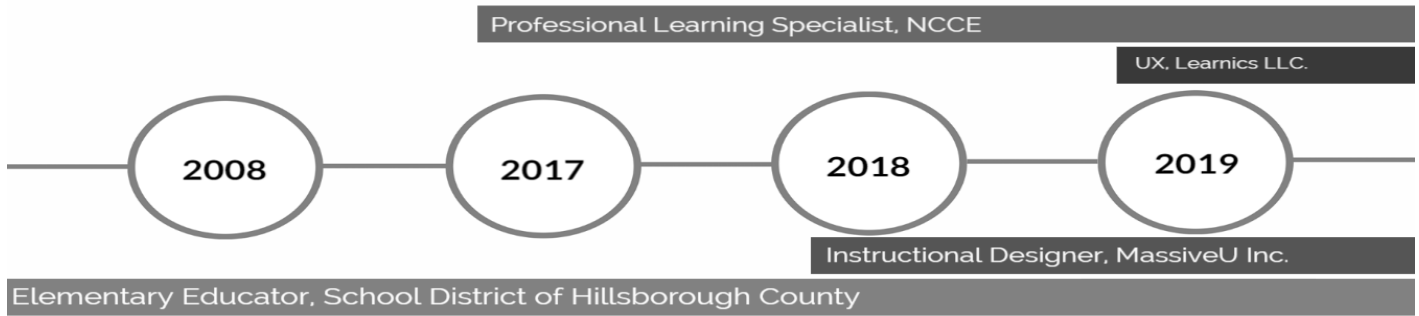 Professional Learning Specialist, NCCE
UX, Learnics LLC.
2008
2017
2018
2019
Instructional Designer, MassiveU Inc.
Elementary Educator, School District of Hillsborough County